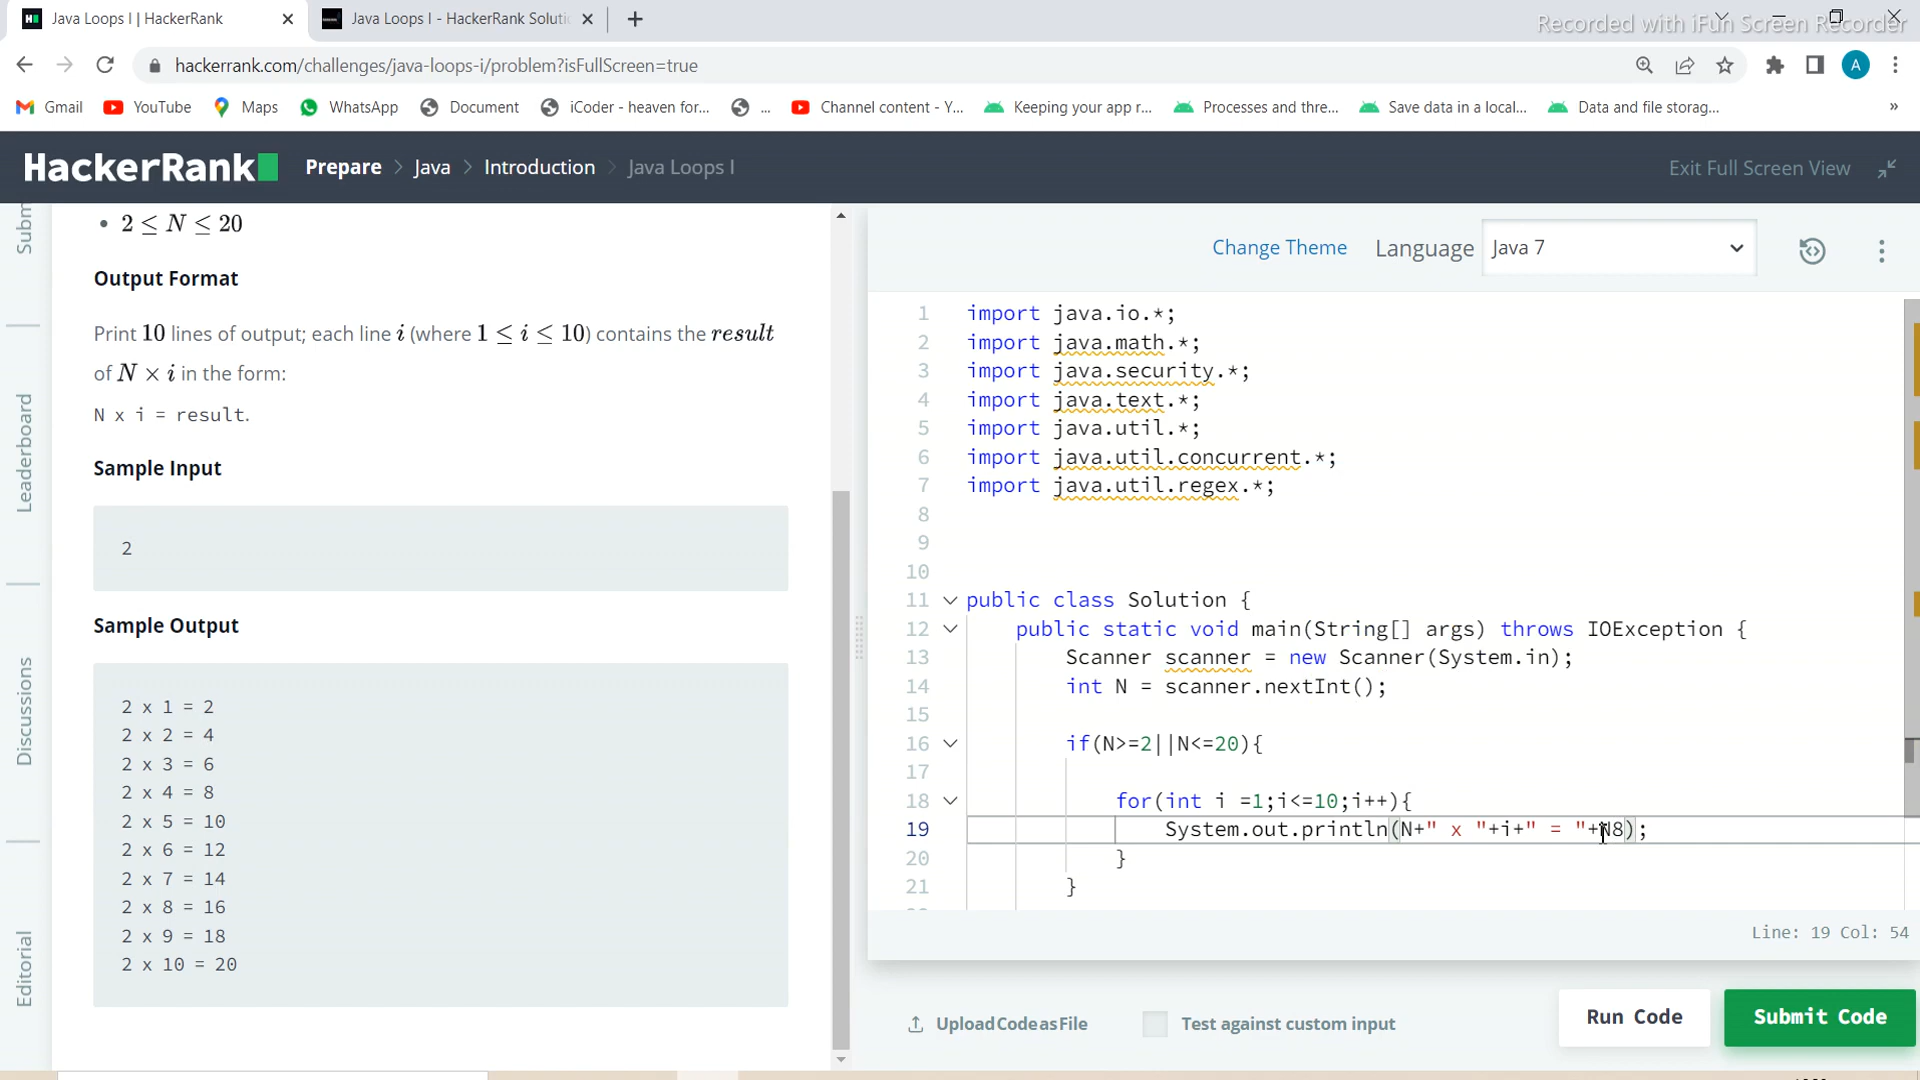 Java Loops I | HackerRank
Java Loops I - HackerRank Soluti
Recorded with iFun Screen Recorder
hackerrank.com/challenges/java-loops-i/problem?isFullScreen=true
A
Gmail YouTube Maps WhatsApp Document iCoder - heaven for... ... Channel content - Y... Keeping your app r... Processes and thre... Save data in a local... Data and file storag... »
HackerRank Prepare > Java > Introduction > Java Loops I Exit Full Screen View
Subm
Leaderboard
Discussions
Editorial
• 2 ≤ N ≤ 20
Output Format
Print 10 lines of output; each line i (where 1 ≤ i ≤ 10) contains the result
of N × i in the form:
N x i = result.
Sample Input
2
Sample Output
2 x 1 = 2
2 x 2 = 4
2 x 3 = 6
2 x 4 = 8
2 x 5 = 10
2 x 6 = 12
2 x 7 = 14
2 x 8 = 16
2 x 9 = 18
2 x 10 = 20
Change Theme Language Java 7
1 import java.io.*;
2 import java.math.*;
3 import java.security.*;
4 import java.text.*;
5 import java.util.*;
6 import java.util.concurrent.*;
7 import java.util.regex.*;
8
9
10
11 public class Solution {
12 public static void main(String[] args) throws IOException {
13 Scanner scanner = new Scanner(System.in);
14 int N = scanner.nextInt();
15
16 if(N>=2||N<=20){
17
18 for(int i =1;i<=10;i++){
19 System.out.println(N+" x "+i+" = "+N8);
20 }
21 }
Line: 19 Col: 54
Upload Code as File Test against custom input Run Code Submit Code